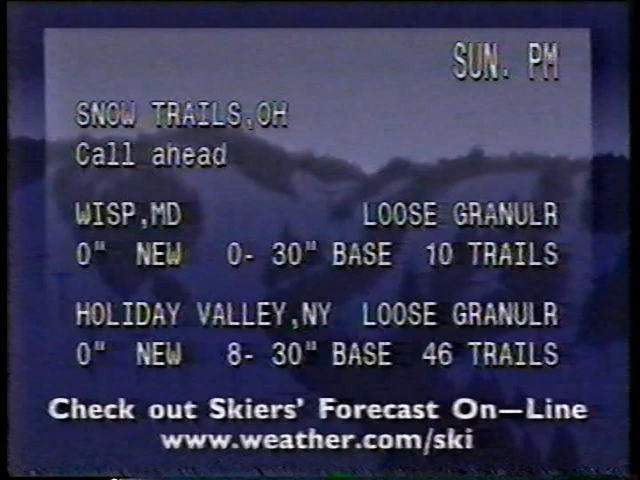 SUN. PM
SNOW TRAILS,OH
Call ahead
WISP,MD LOOSE GRANULR
0" NEW 0- 30" BASE 10 TRAILS
HOLIDAY VALLEY,NY LOOSE GRANULR
0" NEW 8- 30" BASE 46 TRAILS
Check out Skiers' Forecast On—Line
www.weather.com/ski